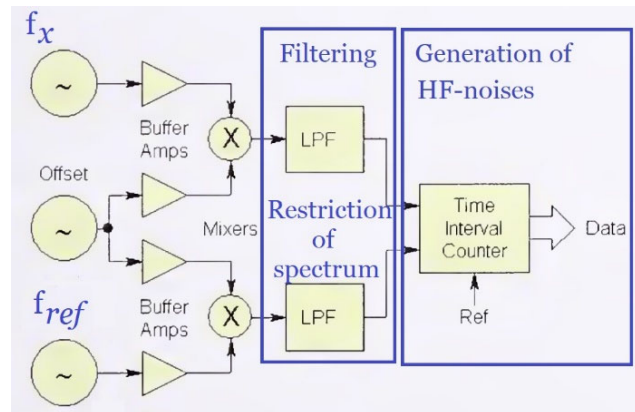 fx
Filtering
Generation of
HF-noises
~
Buffer
Amps
X
LPF
Offset
~
Mixers
Restriction
of
spectrum
Time
Interval
Counter
Data
fref
Buffer
Amps
X
LPF
Ref
~